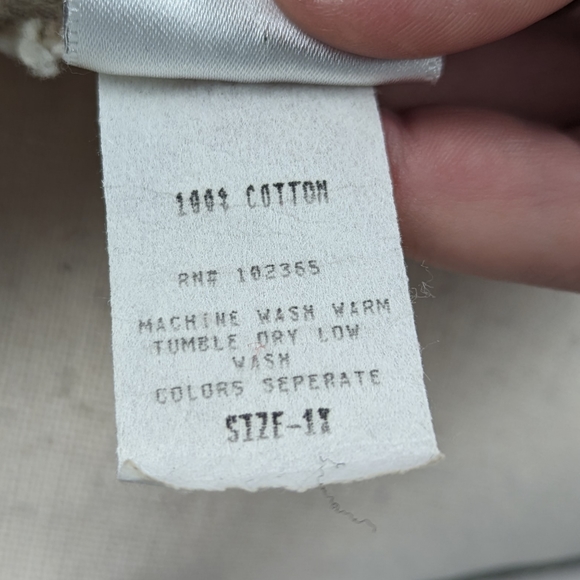 100% COTTON
RN# 102365
MACHINE WASH WARM
TUMBLE DRY LOW
WASH
COLORS SEPERATE
SIZE-1X